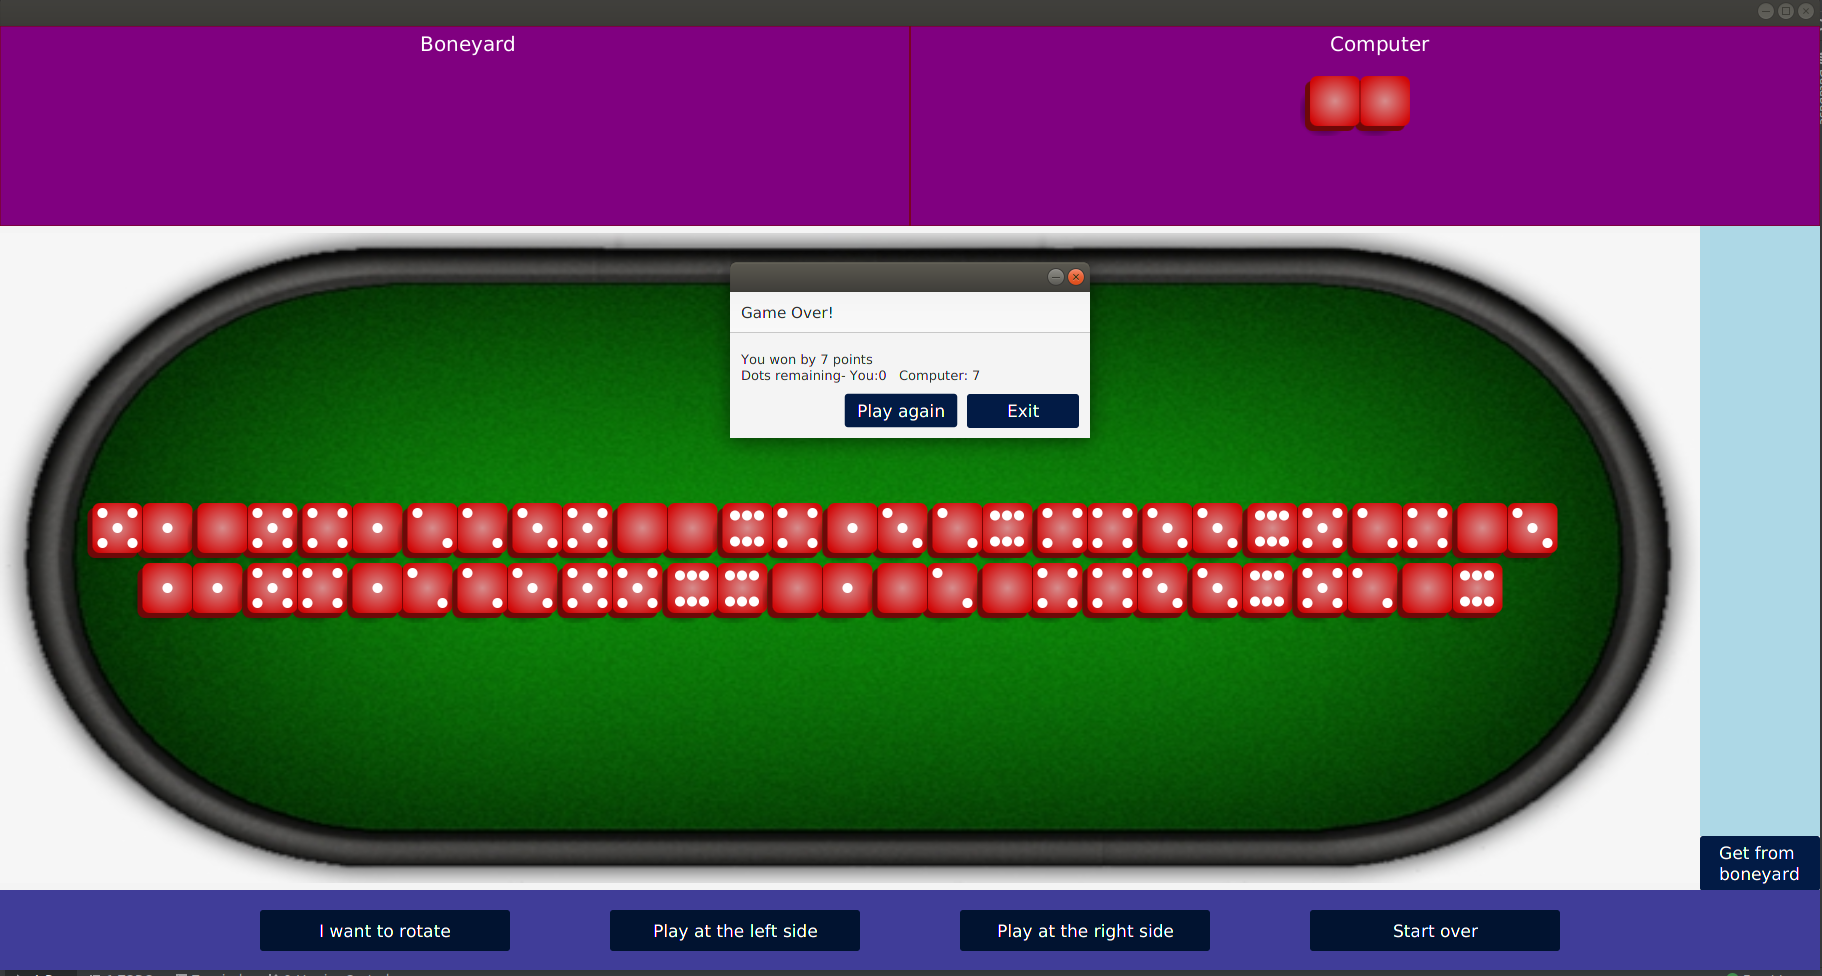 Boneyard
Computer
Game Over!
You won by 7 points
Dots remaining- You:0 Computer: 7
Play again
Exit
Get from
boneyard
I want to rotate
Play at the left side
Play at the right side
Start over